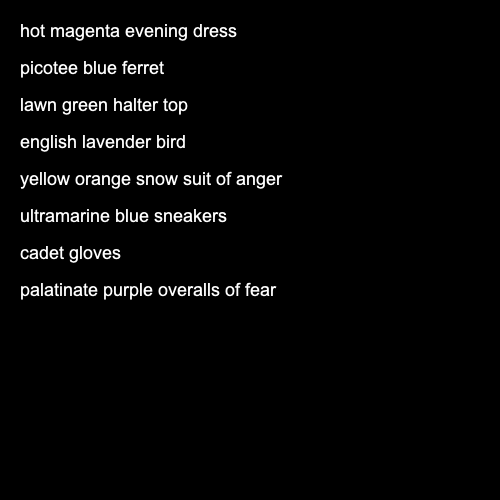 hot magenta evening dress
picotee blue ferret
lawn green halter top
english lavender bird
yellow orange snow suit of anger
ultramarine blue sneakers
cadet gloves
palatinate purple overalls of fear